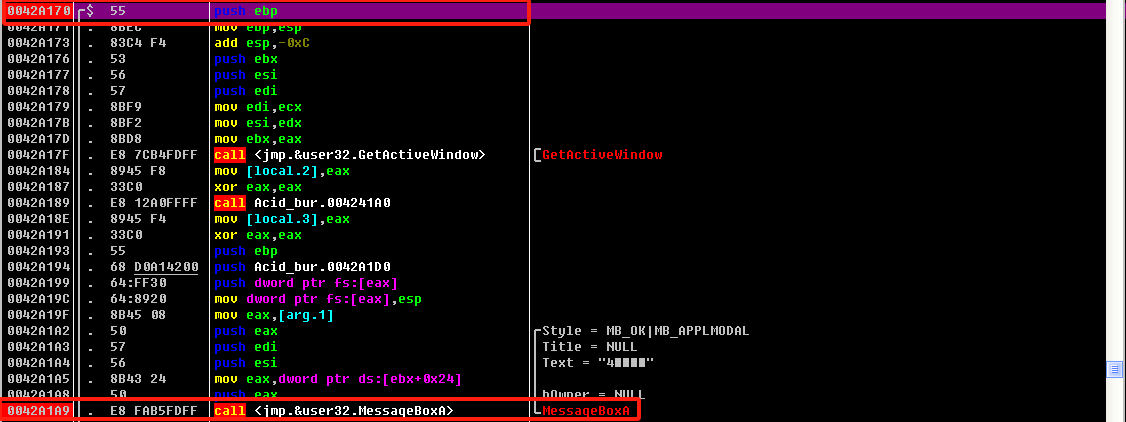 0042A170 $ 55 push ebp
0042A171 . 8BEC mov ebp,esp
0042A173 . 83C4 F4 add esp,-0xC
0042A176 . 53 push ebx
0042A177 . 56 push esi
0042A178 . 57 push edi
0042A179 . 8BF9 mov edi,ecx
0042A17B . 8BF2 mov esi,edx
0042A17D . 8BD8 mov ebx,eax
0042A17F . E8 7CB4FDFF call <jmp.&user32.GetActiveWindow> GetActiveWindow
0042A184 . 8945 F8 mov [local.2],eax
0042A187 . 33C0 xor eax,eax
0042A189 . E8 12A0FFFF call Acid_bur.004241A0
0042A18E . 8945 F4 mov [local.3],eax
0042A191 . 33C0 xor eax,eax
0042A193 . 55 push ebp
0042A194 . 68 D0A14200 push Acid_bur.0042A1D0
0042A199 . 64:FF30 push dword ptr fs:[eax]
0042A19C . 64:8920 mov dword ptr fs:[eax],esp
0042A19F . 8B45 08 mov eax,[arg.1]
0042A1A2 . 50 push eax Style = MB_OK|MB_APPLMODAL
0042A1A3 . 57 push edi Title = NULL
0042A1A4 . 56 push esi Text = "4■■■■"
0042A1A5 . 8B43 24 mov eax,dword ptr ds:[ebx+0x24]
0042A1A8 . 50 push eax hOwner = NULL
0042A1A9 . E8 FAB5FDFF call <jmp.&user32.MessageBoxA> MessageBoxA